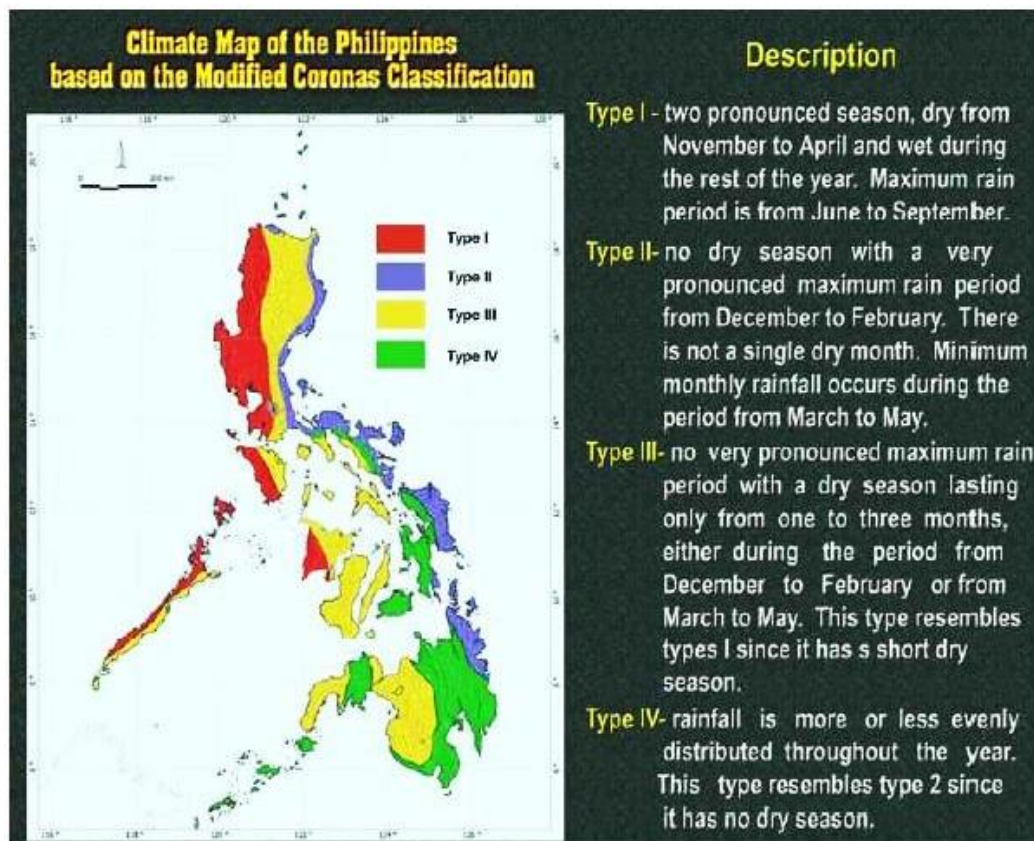 Climate Map of the Philippines
based on the Modified Coronas Classification
Type I
Type II
Type III
Type IV
Description
Type I - two pronounced season, dry from
November to April and wet during
the rest of the year. Maximum rain
period is from June to September.
Type II- no dry season with a very
pronounced maximum rain period
from December to February. There
is not a single dry month. Minimum
monthly rainfall occurs during the
period from March to May.
Type III- no very pronounced maximum rain
period with a dry season lasting
only from one to three months,
either during the period from
December to February or from
March to May. This type resembles
types I since it has s short dry
season.
Type IV- rainfall is more or less evenly
distributed throughout the year.
This type resembles type 2 since
it has no dry season.